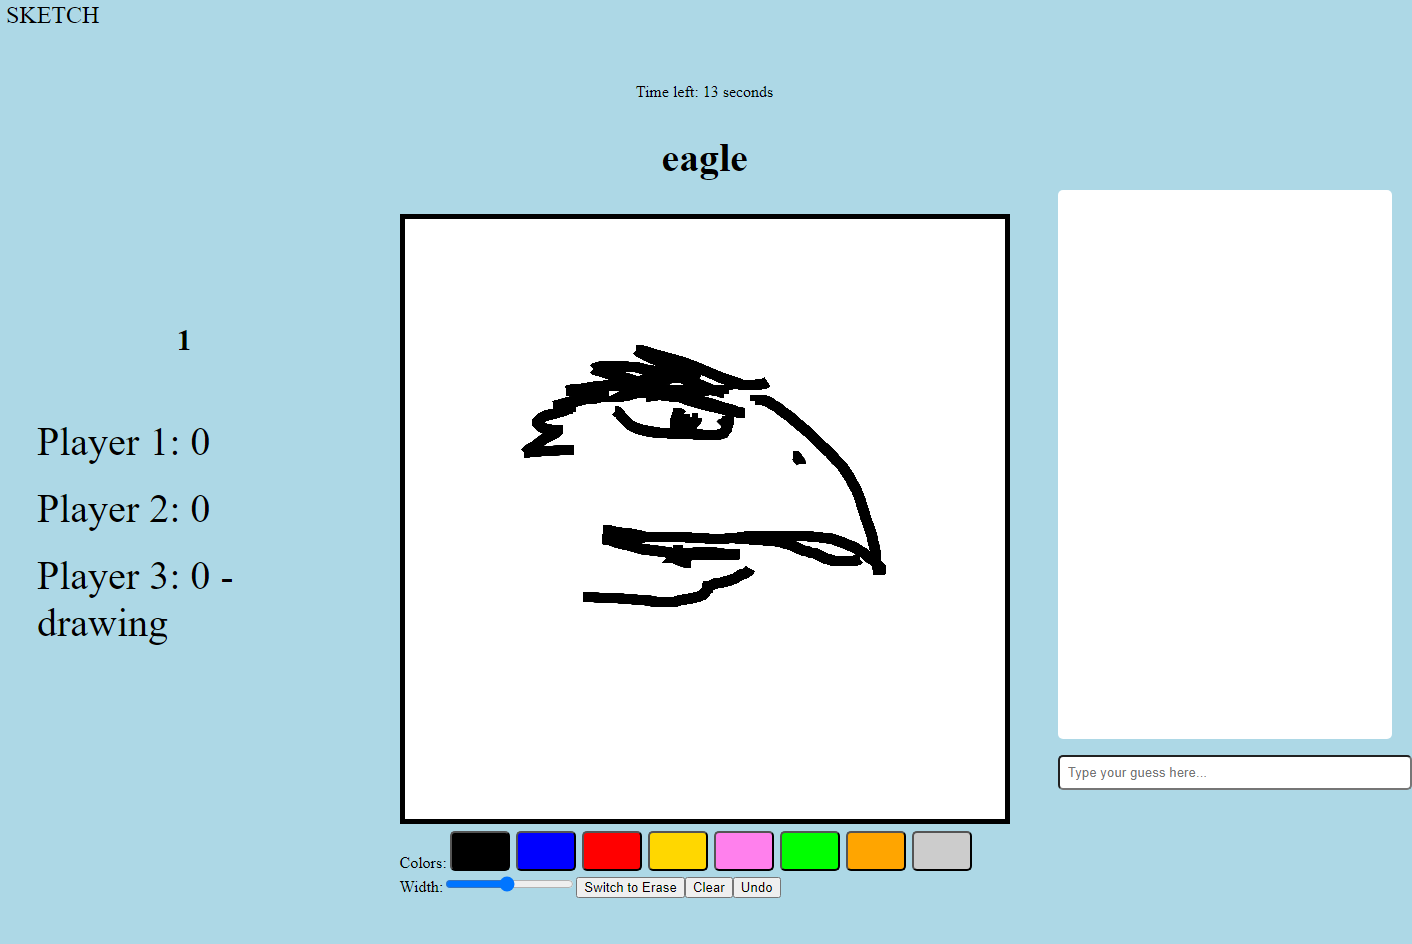 SKETCH
Time left: 13 seconds
eagle
1
Player 1: 0
Player 2: 0
Player 3: 0 -
drawing
Type your guess here...
Colors:
Width:
Switch to Erase
Clear
Undo